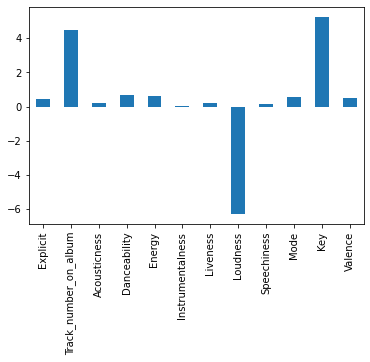 4
2
0
−2
−4
−6
Explicit
Track_number_on_album
Acousticness
Danceability
Energy
Instrumentalness
Liveness
Loudness
Speechiness
Mode
Key
Valence